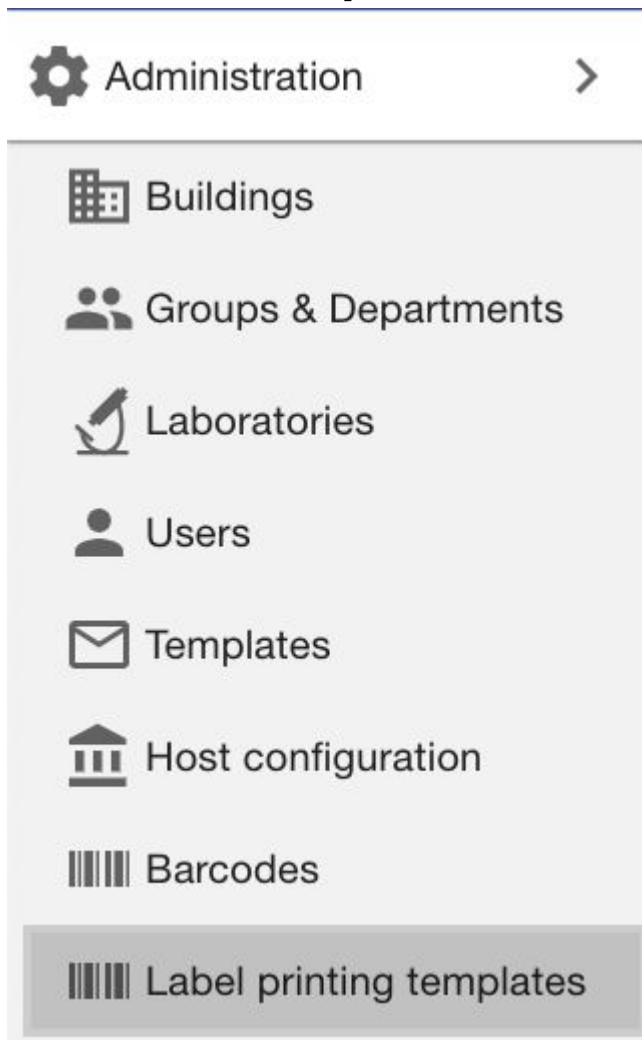 Administration
Buildings
Groups & Departments
Laboratories
Users
Templates
Host configuration
Barcodes
Label printing templates